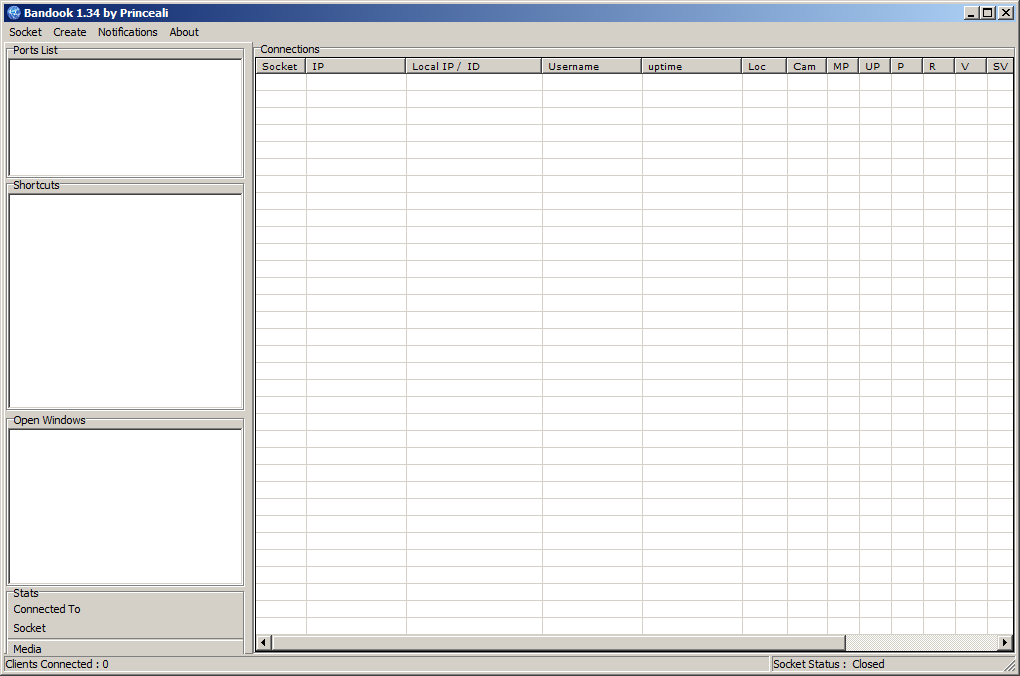 Bandook 1.34 by Princeali
Socket Create Notifications About
Ports List
Connections
Socket IP Local IP / ID Username uptime Loc Cam MP UP P R V SV
Shortcuts
Open Windows
Stats
Connected To
Socket
Media
Clients Connected : 0
Socket Status : Closed